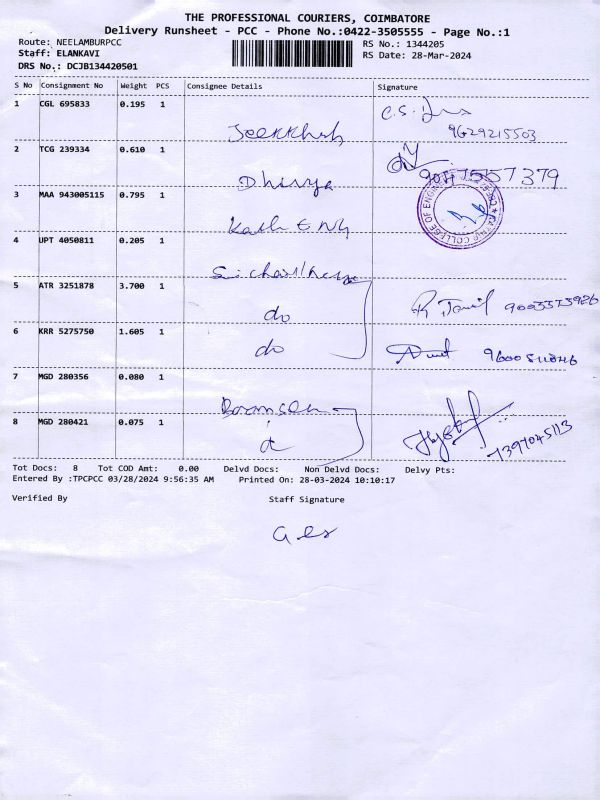 THE PROFESSIONAL COURIERS, COIMBATORE
Delivery Runsheet - PCC - Phone No.:0422-3505555 - Page No.:1
Route: NEELAMBURPCC
RS No.: 1344205
Staff: ELANKAVI
RS Date: 28-Mar-2024
DRS No.: DCJB134420501
S No Consignment No Weight PCS Consignee Details Signature
1 CGL 695833 0.195 1
9629215503
2 TCG 239334 0.610 1
Dhivya
3 MAA 943005115 0.795 1
COLLEGE OF
4 UPT 4050811 0.205 1
5 ATR 3251878 3.700 1
do
6 KRR 5275750 1.605 1
do
7 MGD 280356 0.080 1
8 MGD 280421 0.075 1
Tot Docs: 8 Tot COD Amt: 0.00 Delvd Docs: Non Delvd Docs: Delvy Pts:
Entered By :TPCPCC 03/28/2024 9:56:35 AM Printed On: 28-03-2024 10:10:17
Verified By Staff Signature